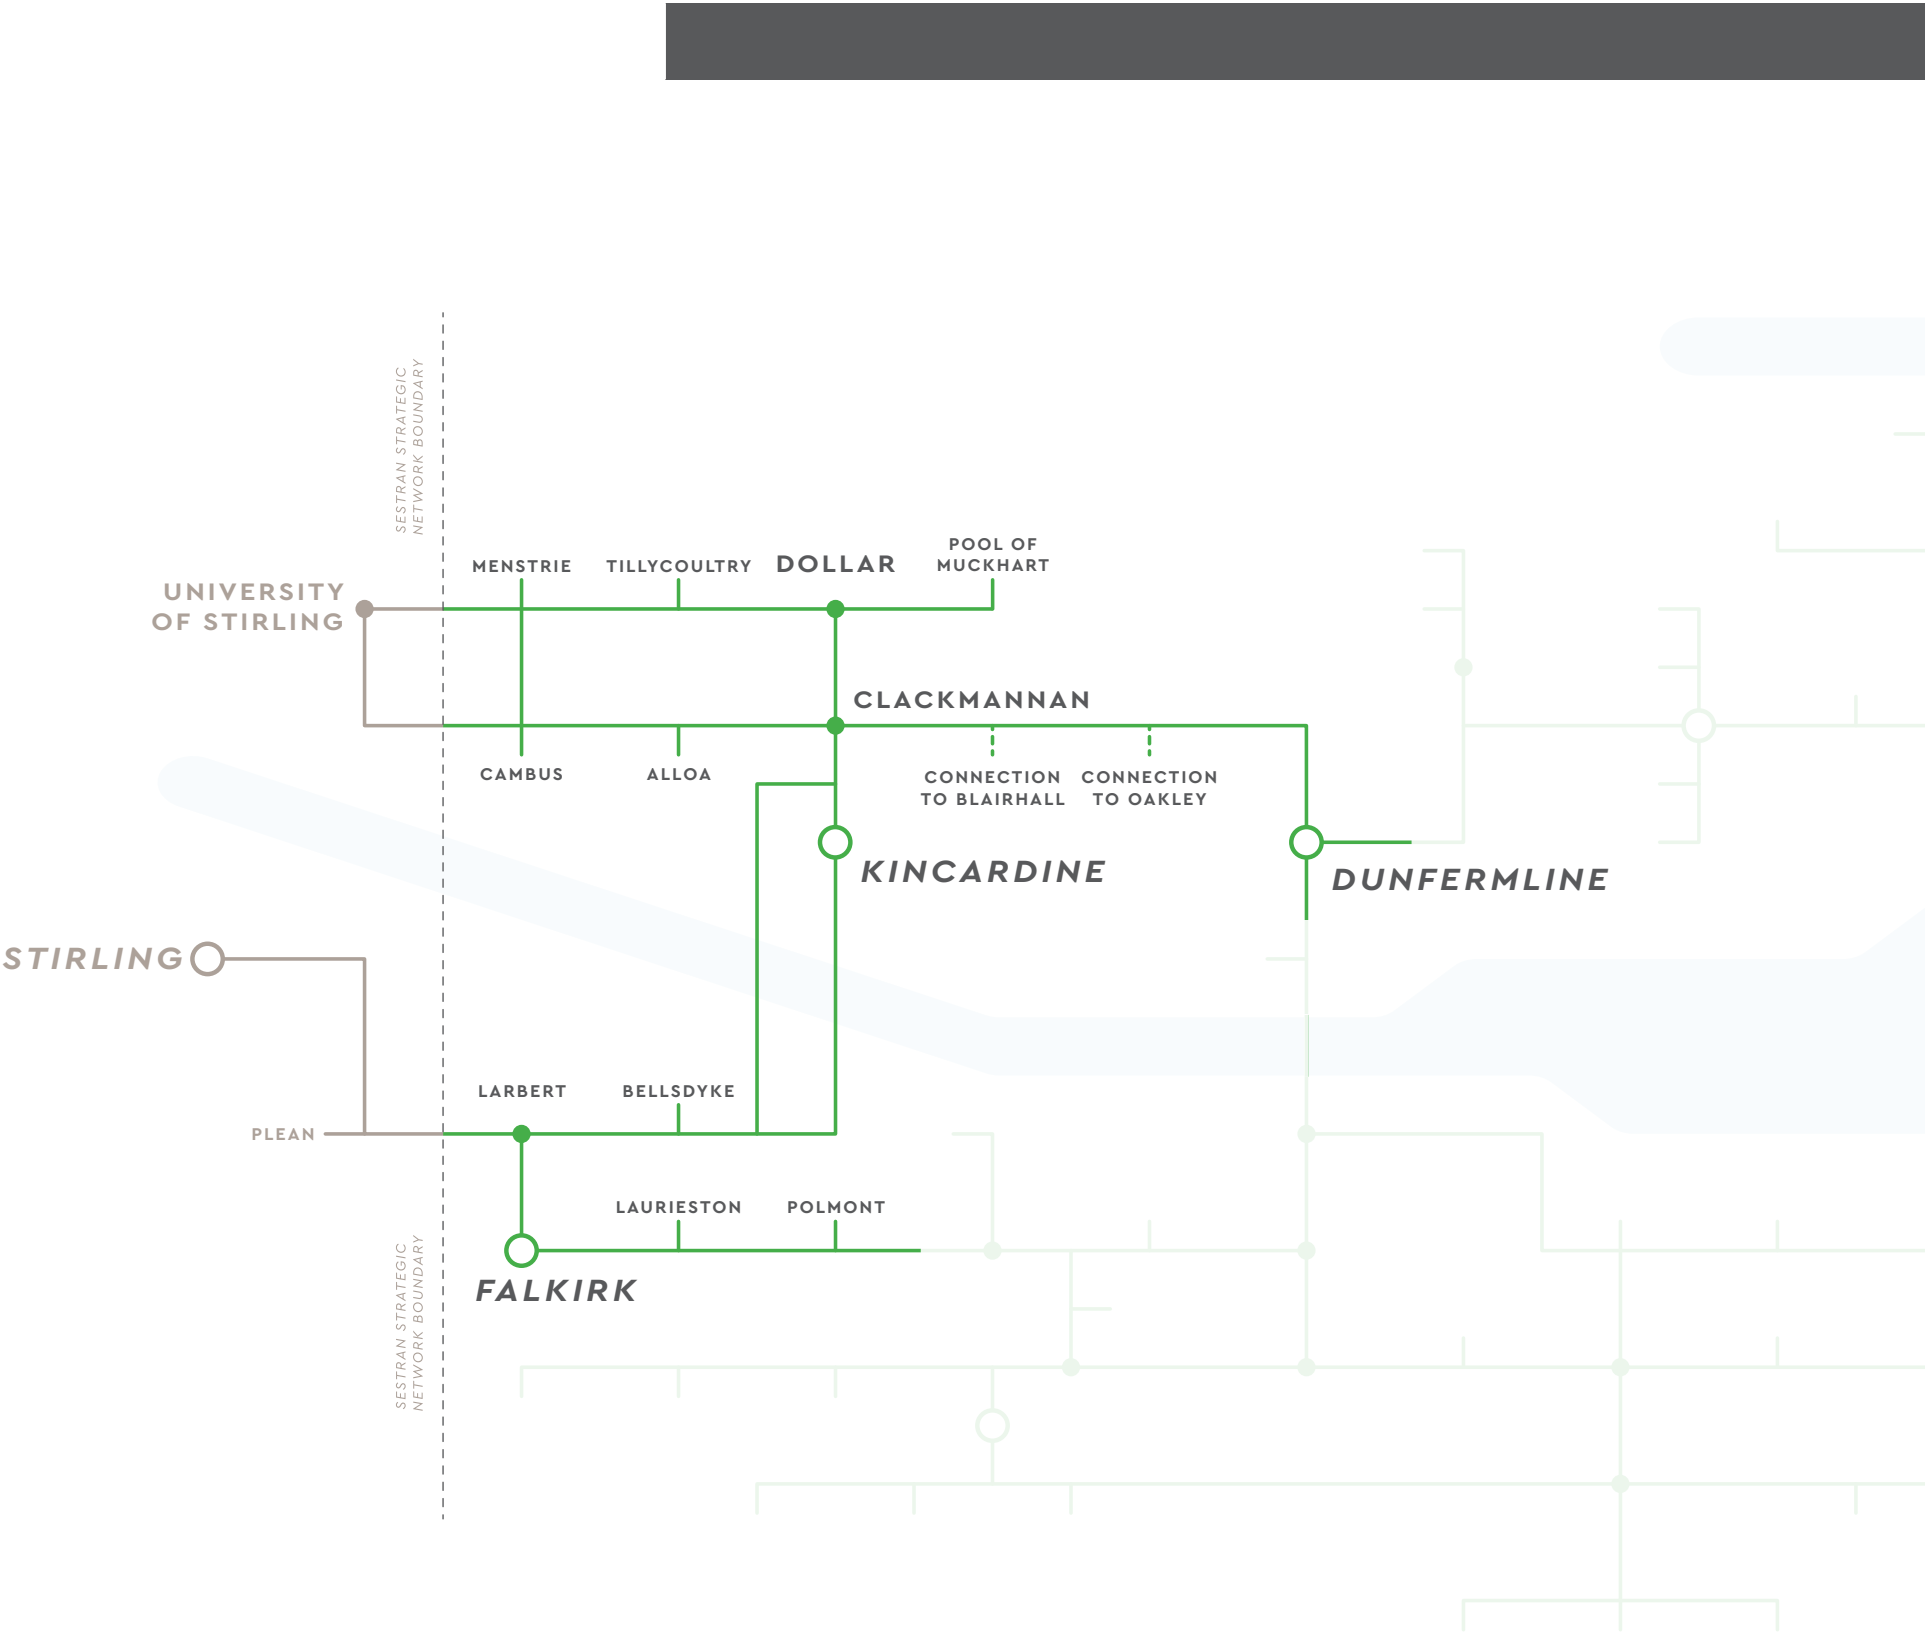 SESTRAN STRATEGIC
NETWORK BOUNDARY
POOL OF
MUCKHART
MENSTRIE
TILLYCOULTRY
DOLLAR
UNIVERSITY
OF STIRLING
CLACKMANNAN
CAMBUS
ALLOA
CONNECTION
TO BLAIRHALL
CONNECTION
TO OAKLEY
KINCARDINE
DUNFERMLINE
STIRLING
LARBERT
BELLSDYKE
PLEAN
LAURIESTON
POLMONT
FALKIRK
SESTRAN STRATEGIC
NETWORK BOUNDARY